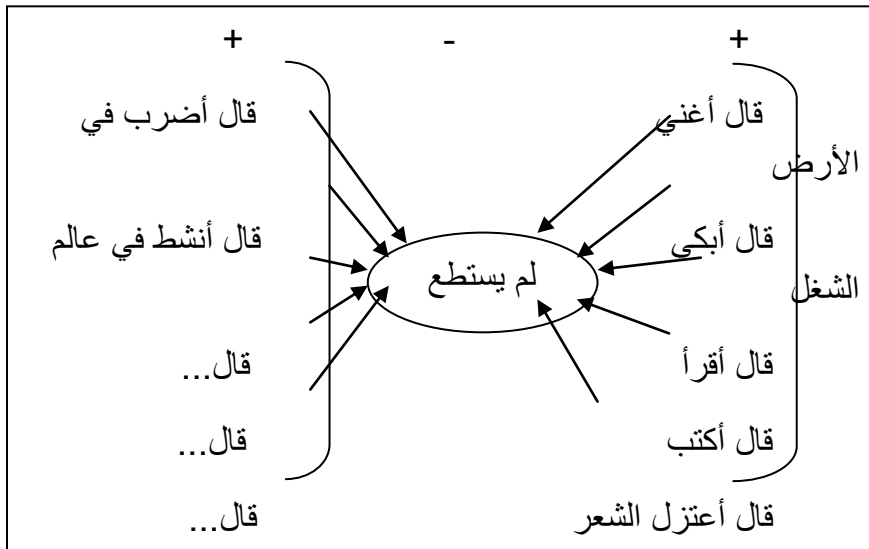 + - +
قال أغني قال أضرب في
الأرض
قال أبكي قال أنشط في عالم
لم يستطع
الشغل
قال أقرأ قال...
قال أكتب قال...
قال أعتزل الشعر قال...